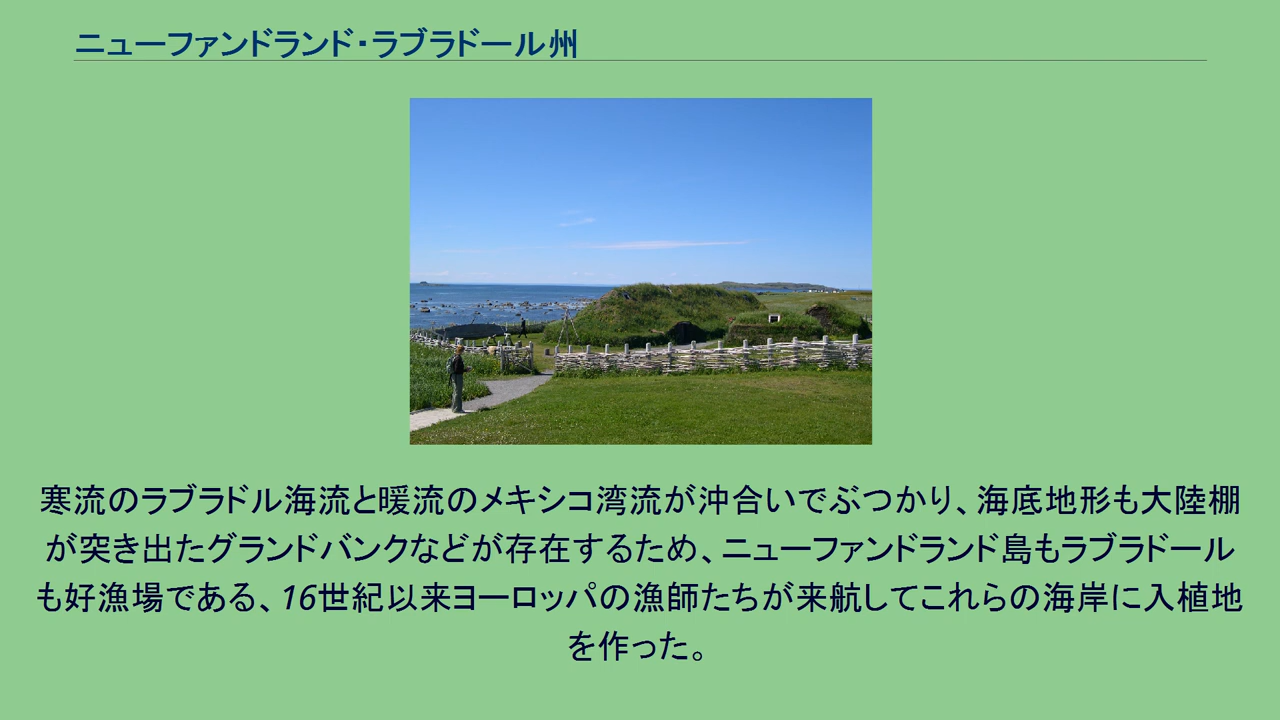 ニューファンドランド・ラブラドール州
寒流のラブラドル海流と暖流のメキシコ湾流が沖合いでぶつかり、海底地形も大陸棚
が突き出たグランドバンクなどが存在するため、ニューファンドランド島もラブラドール
も好漁場である、16世紀以来ヨーロッパの漁師たちが来航してこれらの海岸に入植地
を作った。